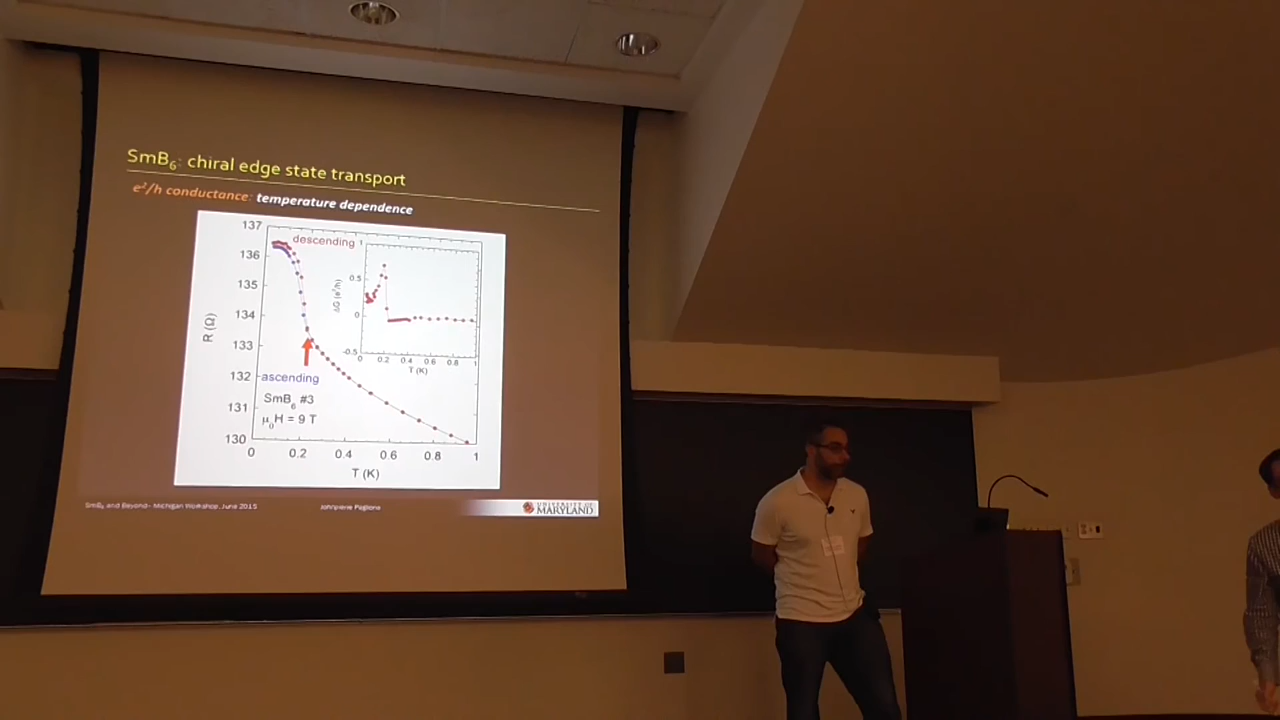 SmB6: chiral edge state transport
e2/h conductance: temperature dependence
137
136
135
134
133
132
131
130
R (Ω)
0
0.2
0.4
0.6
0.8
1
T (K)
descending
ascending
SmB6 #3
μ0H = 9 T
1
0.5
0
-0.5
ΔG (e2/h)
0
0.2
0.4
0.6
0.8
1
T (K)
SmB6 and Beyond - Michigan Workshop, June 2015
Johnpierre Paglione
UNIVERSITY OF
MARYLAND